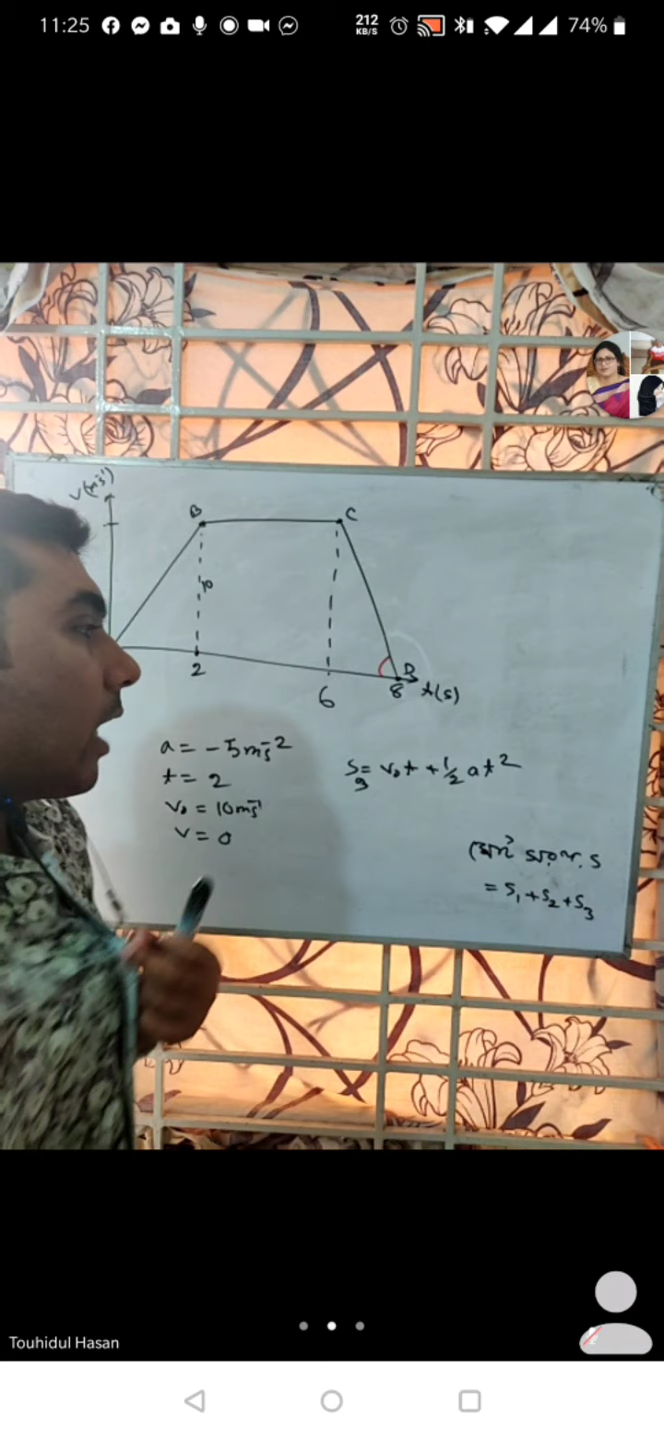 11:25
212
KB/S
74%
v(ms⁻¹)
B
C
10
2
6
8
D
t(s)
a = -5ms⁻²
t = 2
v₀ = 10ms⁻¹
v = 0
s₃ = v₀t + ½at²
s
= s₁+s₂+s₃
Touhidul Hasan